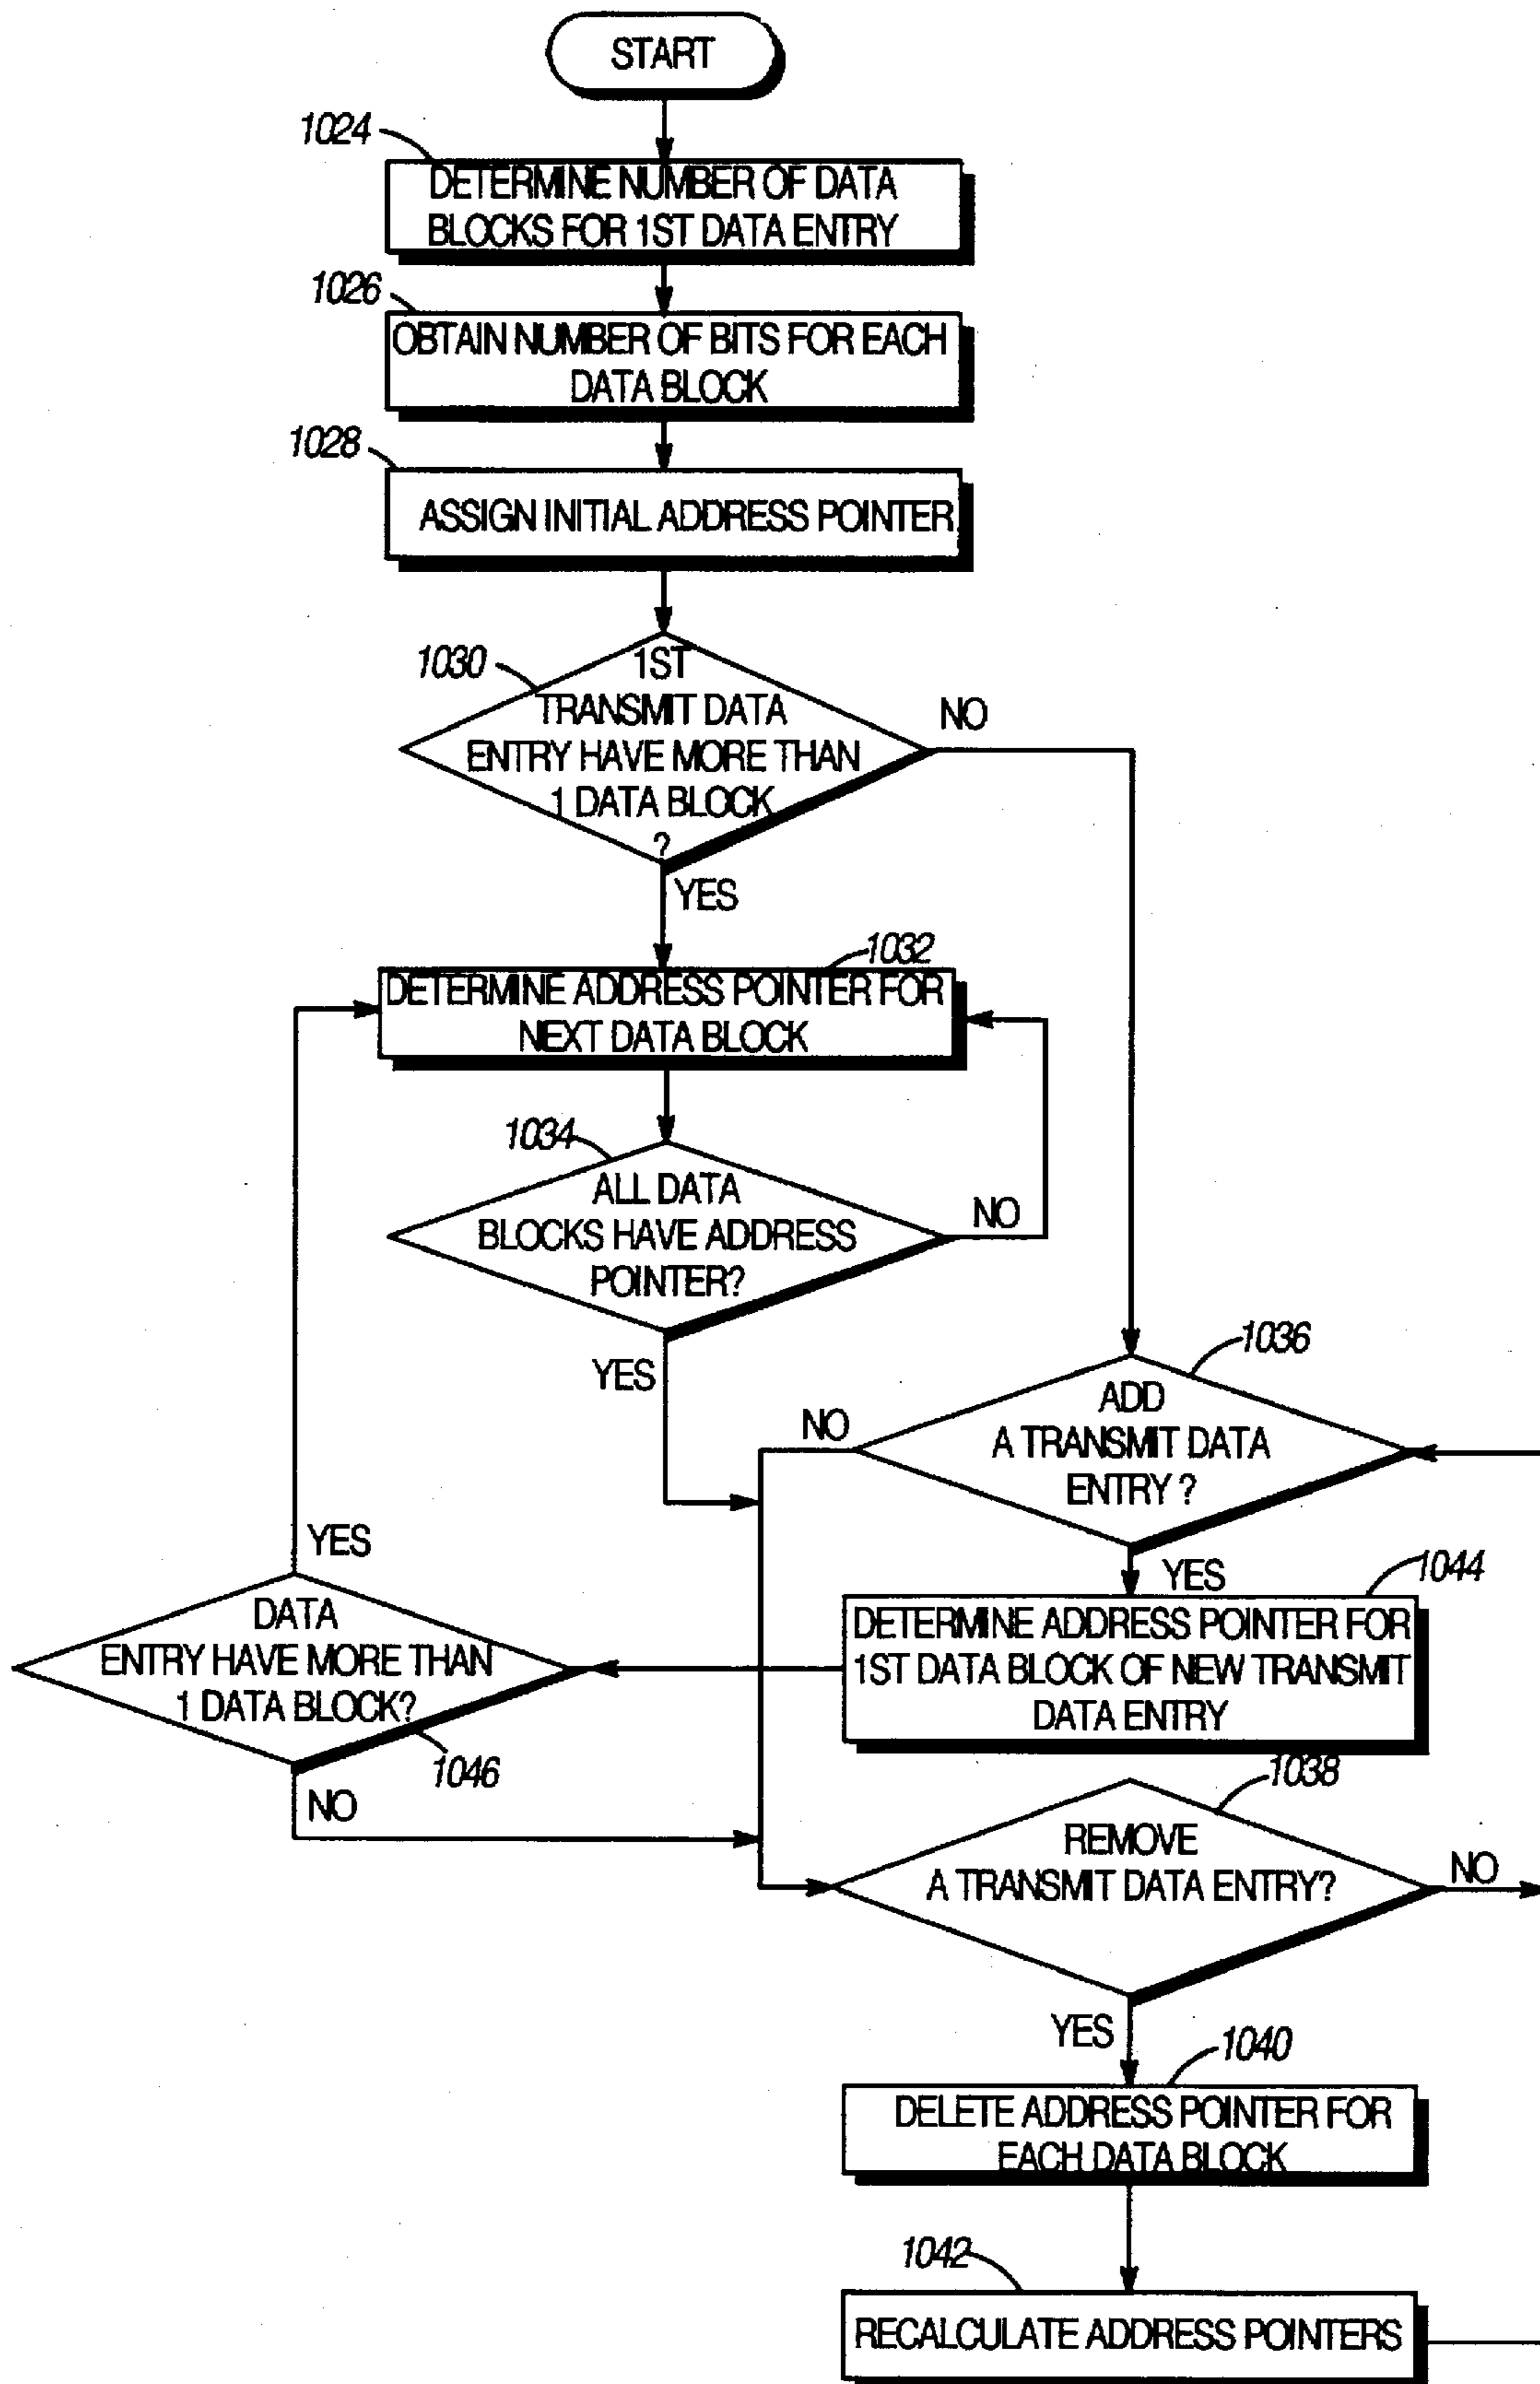 START
1024
DETERMINE NUMBER OF DATA
BLOCKS FOR 1ST DATA ENTRY
1026
OBTAIN NUMBER OF BITS FOR EACH
DATA BLOCK
1028
ASSIGN INITIAL ADDRESS POINTER
1030
1ST
TRANSMIT DATA
ENTRY HAVE MORE THAN
1 DATA BLOCK
?
NO
YES
1032
DETERMINE ADDRESS POINTER FOR
NEXT DATA BLOCK
1034
ALL DATA
BLOCKS HAVE ADDRESS
POINTER?
NO
YES
1036
ADD
A TRANSMIT DATA
ENTRY ?
NO
YES
1044
DETERMINE ADDRESS POINTER FOR
1ST DATA BLOCK OF NEW TRANSMIT
DATA ENTRY
YES
DATA
ENTRY HAVE MORE THAN
1 DATA BLOCK?
1046
NO
1038
REMOVE
A TRANSMIT DATA ENTRY?
NO
YES
1040
DELETE ADDRESS POINTER FOR
EACH DATA BLOCK
1042
RECALCULATE ADDRESS POINTERS